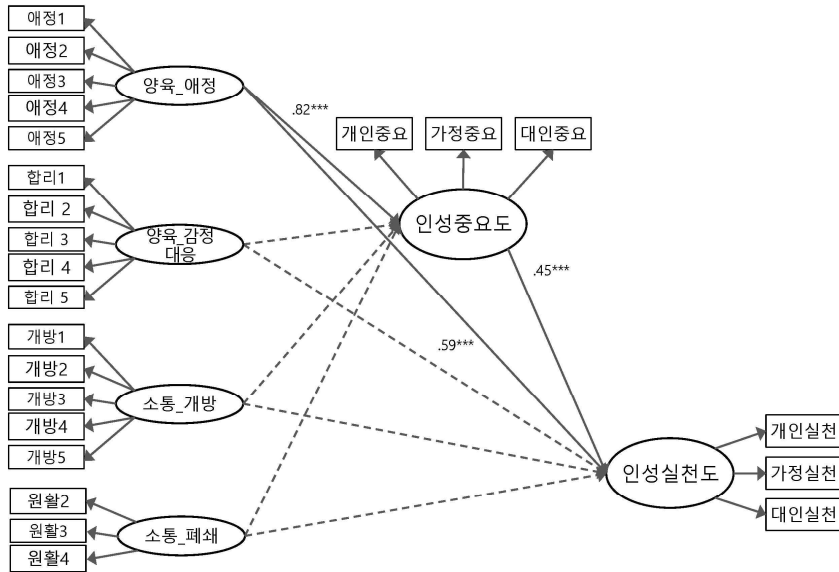 애정1
애정2
애정3
애정4
애정5
양육_애정
.82***
개인중요
가정중요
대인중요
합리1
합리 2
합리 3
합리 4
합리 5
양육_감정
대응
인성중요도
.45***
.59***
개방1
개방2
개방3
개방4
개방5
소통_개방
원활2
원활3
원활4
소통_폐쇄
인성실천도
개인실천
가정실천
대인실천